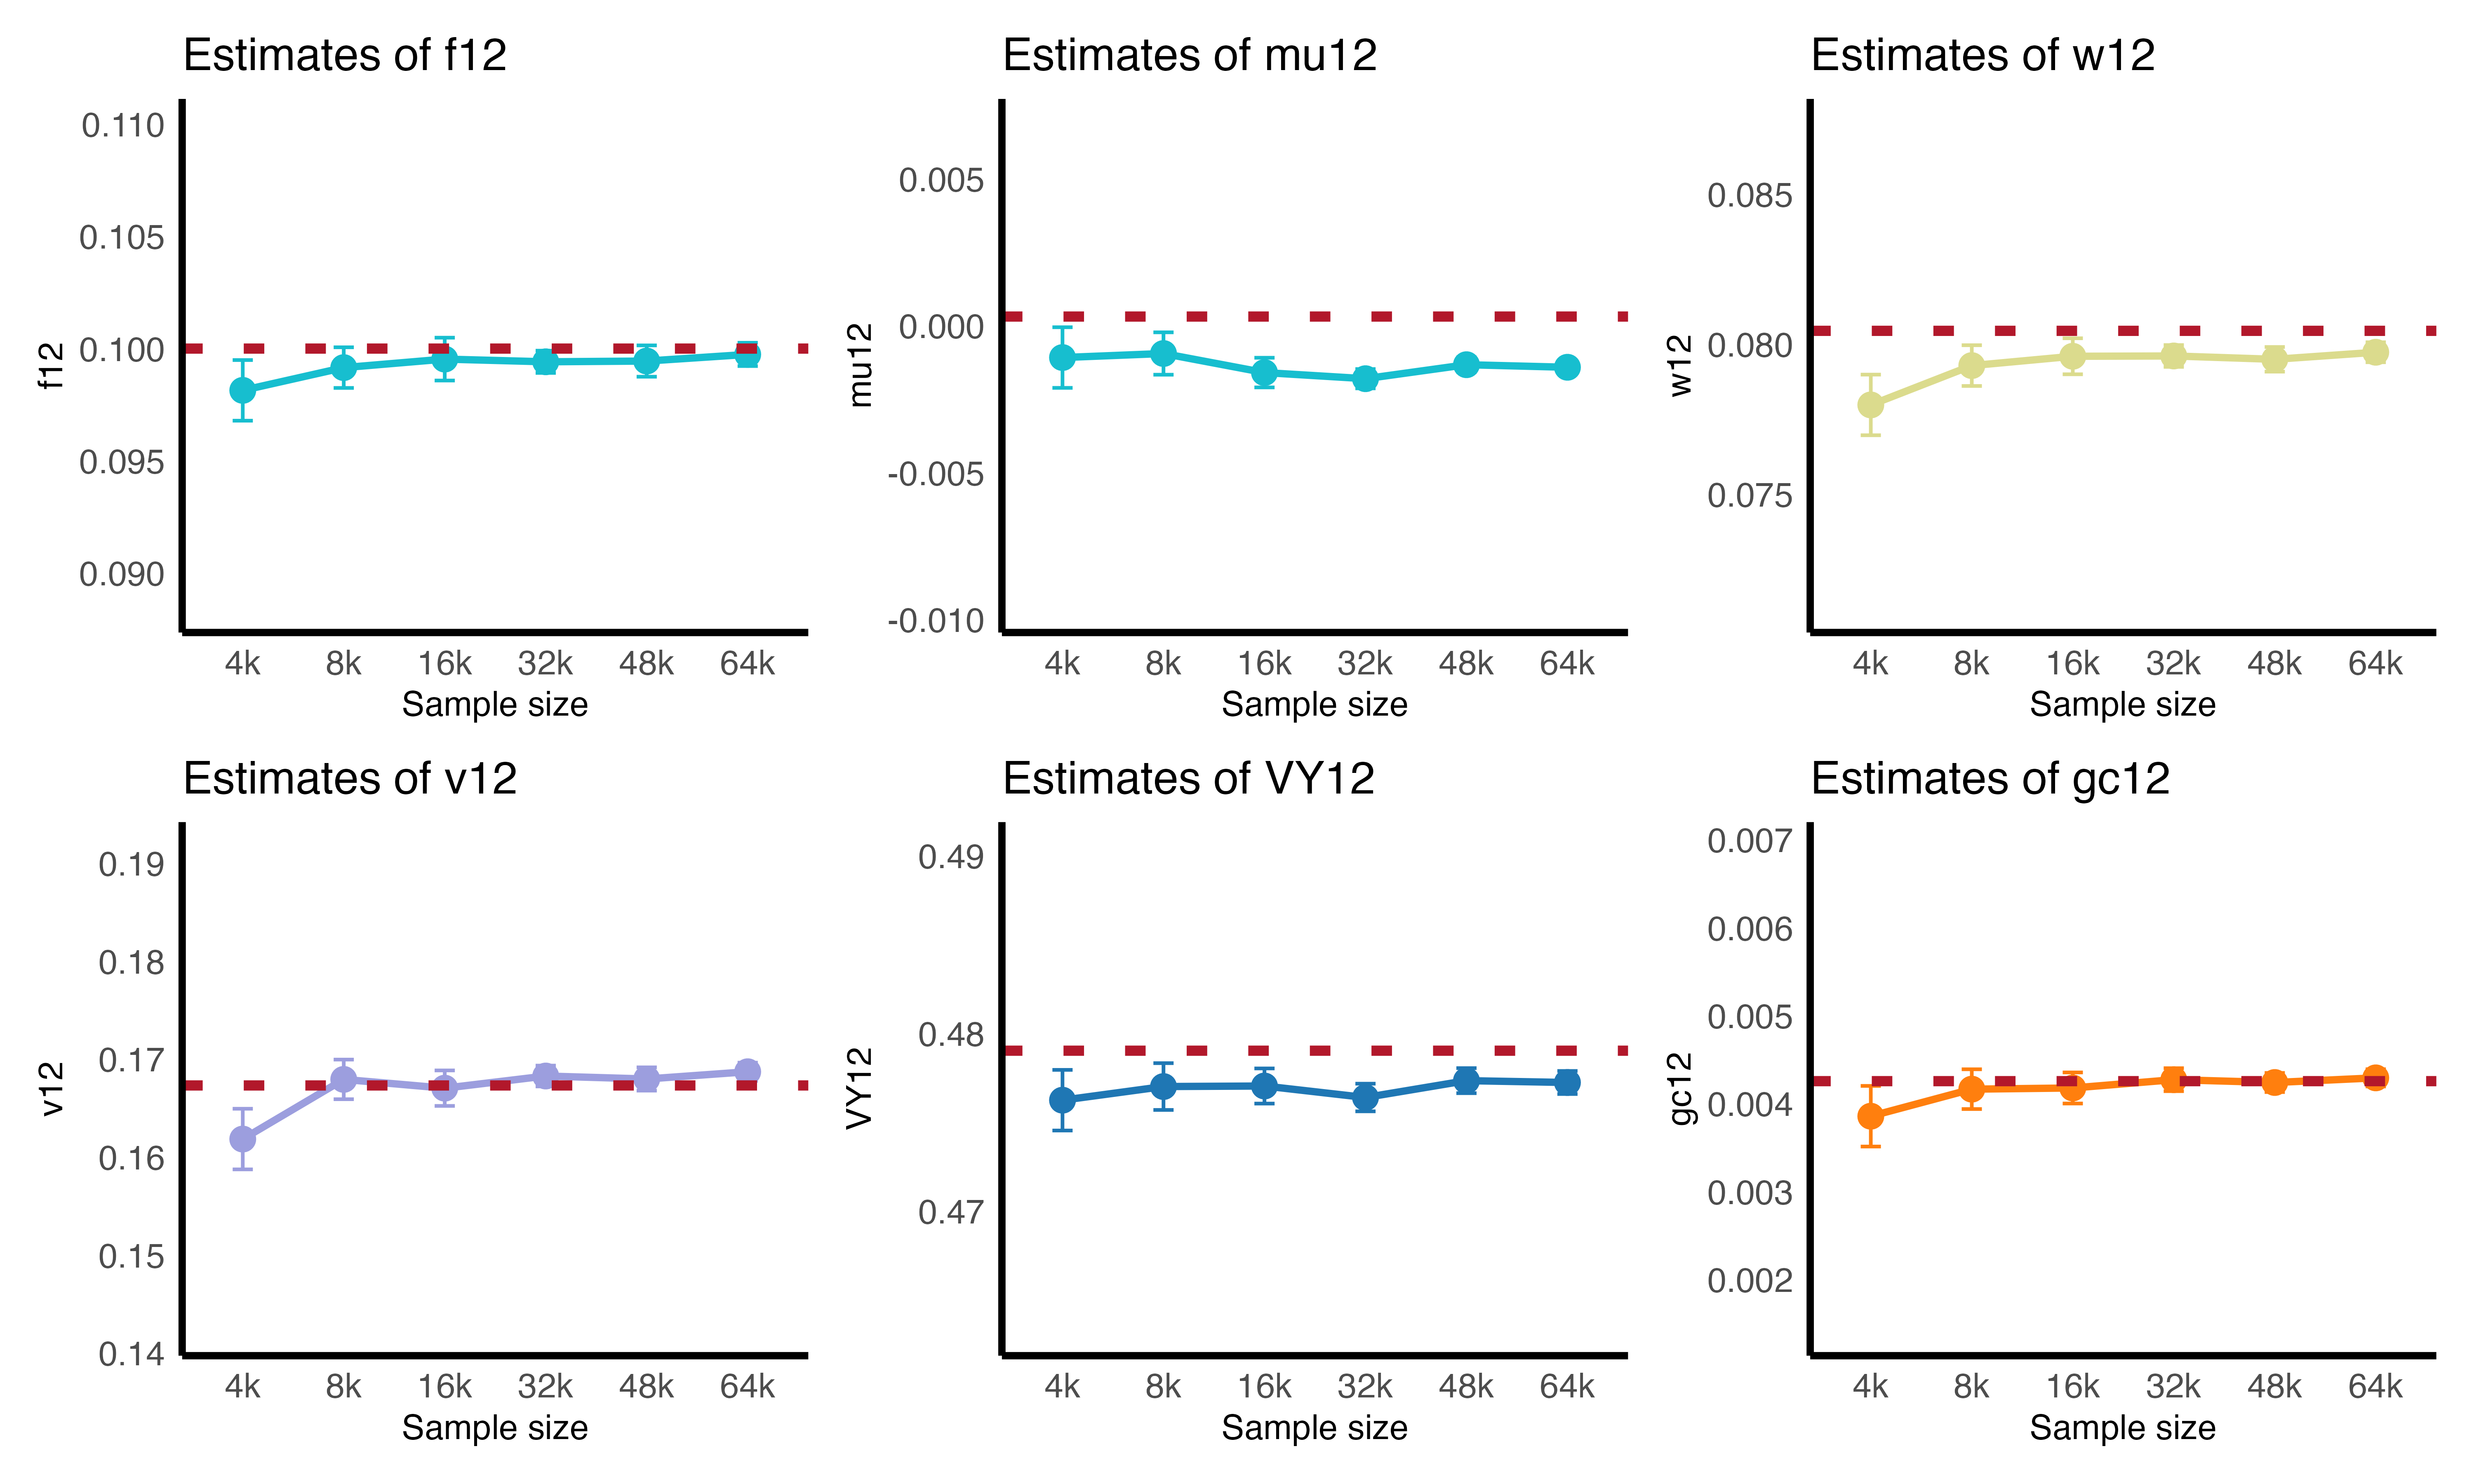 Estimates of f12
f12
0.110
0.105
0.100
0.095
0.090
4k 8k 16k 32k 48k 64k
Sample size
Estimates of mu12
mu12
0.005
0.000
-0.005
-0.010
4k 8k 16k 32k 48k 64k
Sample size
Estimates of w12
w12
0.085
0.080
0.075
4k 8k 16k 32k 48k 64k
Sample size
Estimates of v12
v12
0.19
0.18
0.17
0.16
0.15
0.14
4k 8k 16k 32k 48k 64k
Sample size
Estimates of VY12
VY12
0.49
0.48
0.47
4k 8k 16k 32k 48k 64k
Sample size
Estimates of gc12
gc12
0.007
0.006
0.005
0.004
0.003
0.002
4k 8k 16k 32k 48k 64k
Sample size